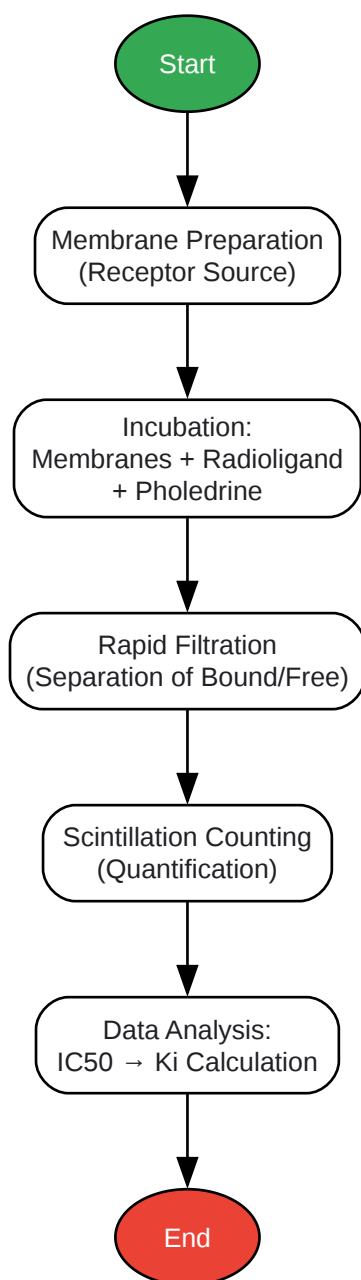 Start
Membrane Preparation
(Receptor Source)
Incubation:
Membranes + Radioligand
+ Pholedrine
Rapid Filtration
(Separation of Bound/Free)
Scintillation Counting
(Quantification)
Data Analysis:
IC50 → Ki Calculation
End